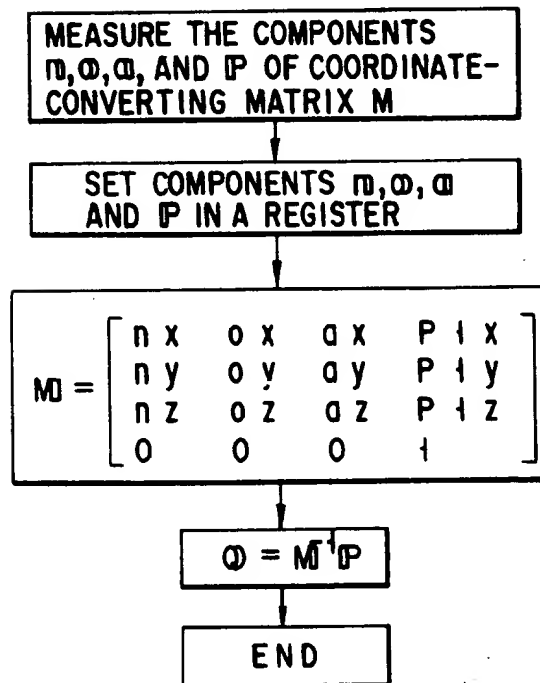 MEASURE THE COMPONENTS
𝕟, 𝕠, 𝕒, AND ℙ OF COORDINATE-
CONVERTING MATRIX M
SET COMPONENTS 𝕟, 𝕠, 𝕒
AND ℙ IN A REGISTER
n x o x a x P 1 x
n y o y a y P 1 y
𝕄 =
n z o z a z P 1 z
0 0 0 1
ℚ = 𝕄⁻¹ℙ
END